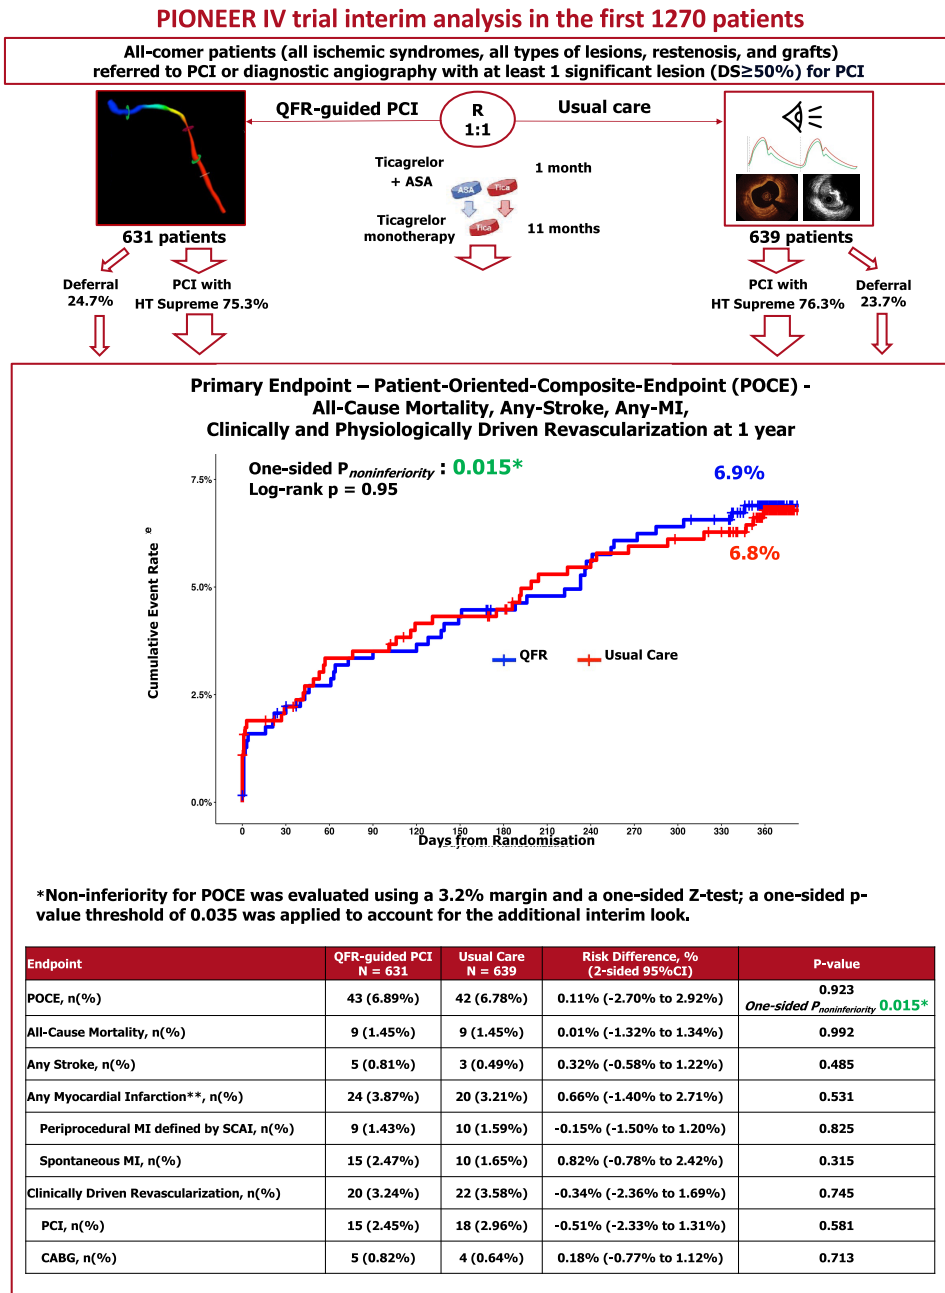 PIONEER IV trial interim analysis in the first 1270 patients
All-comer patients (all ischemic syndromes, all types of lesions, restenosis, and grafts)
referred to PCI or diagnostic angiography with at least 1 significant lesion (DS≥50%) for PCI
QFR-guided PCI
R
1:1
Usual care
Ticagrelor
+ ASA
1 month
ASA
Tica
Ticagrelor
monotherapy
Tica
11 months
631 patients
639 patients
Deferral
24.7%
PCI with
HT Supreme 75.3%
PCI with
HT Supreme 76.3%
Deferral
23.7%
Primary Endpoint – Patient-Oriented-Composite-Endpoint (POCE) -
All-Cause Mortality, Any-Stroke, Any-MI,
Clinically and Physiologically Driven Revascularization at 1 year
One-sided Pnoninferiority : 0.015*
Log-rank p = 0.95
6.9%
6.8%
7.5%
5.0%
2.5%
0.0%
Cumulative Event Rate
QFR
Usual Care
0 30 60 90 120 150 180 210 240 270 300 330 360
Days from Randomisation
*Non-inferiority for POCE was evaluated using a 3.2% margin and a one-sided Z-test; a one-sided p-
value threshold of 0.035 was applied to account for the additional interim look.
Endpoint QFR-guided PCI N = 631 Usual Care N = 639 Risk Difference, % (2-sided 95%CI) P-value
POCE, n(%) 43 (6.89%) 42 (6.78%) 0.11% (-2.70% to 2.92%) 0.923 One-sided Pnoninferiority 0.015*
All-Cause Mortality, n(%) 9 (1.45%) 9 (1.45%) 0.01% (-1.32% to 1.34%) 0.992
Any Stroke, n(%) 5 (0.81%) 3 (0.49%) 0.32% (-0.58% to 1.22%) 0.485
Any Myocardial Infarction**, n(%) 24 (3.87%) 20 (3.21%) 0.66% (-1.40% to 2.71%) 0.531
Periprocedural MI defined by SCAI, n(%) 9 (1.43%) 10 (1.59%) -0.15% (-1.50% to 1.20%) 0.825
Spontaneous MI, n(%) 15 (2.47%) 10 (1.65%) 0.82% (-0.78% to 2.42%) 0.315
Clinically Driven Revascularization, n(%) 20 (3.24%) 22 (3.58%) -0.34% (-2.36% to 1.69%) 0.745
PCI, n(%) 15 (2.45%) 18 (2.96%) -0.51% (-2.33% to 1.31%) 0.581
CABG, n(%) 5 (0.82%) 4 (0.64%) 0.18% (-0.77% to 1.12%) 0.713